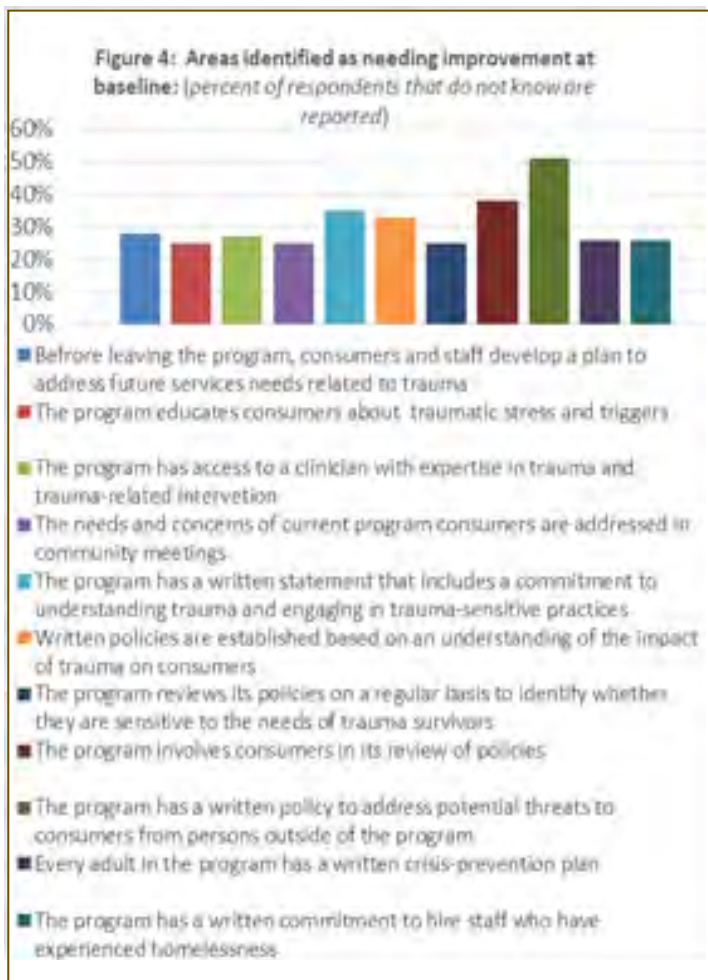 Figure 4: Areas identified as needing improvement at
baseline: (percent of respondents that do not know are
reported)
60%
50%
40%
30%
20%
10%
0%
Befrore leaving the program, consumers and staff develop a plan to
address future services needs related to trauma
The program educates consumers about traumatic stress and triggers
The program has access to a clinician with expertise in trauma and
trauma-related intervetion
The needs and concerns of current program consumers are addressed in
community meetings
The program has a written statement that includes a commitment to
understanding trauma and engaging in trauma-sensitive practices
Written policies are established based on an understanding of the impact
of trauma on consumers
The program reviews its policies on a regular basis to identify whether
they are sensitive to the needs of trauma survivors
The program involves consumers in its review of policies
The program has a written policy to address potential threats to
consumers from persons outside of the program
Every adult in the program has a written crisis-prevention plan
The program has a written commitment to hire staff who have
experienced homelessness